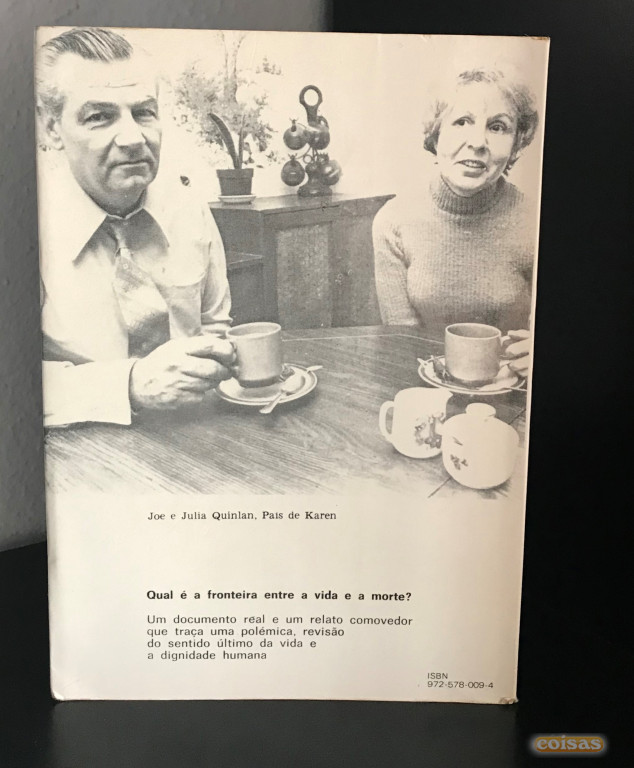 Joe e Julia Quinlan, Pais de Karen
Qual é a fronteira entre a vida e a morte?
Um documento real e um relato comovedor
que traça uma polémica, revisão
do sentido último da vida e
a dignidade humana
ISBN
972-578-009-4
coisas